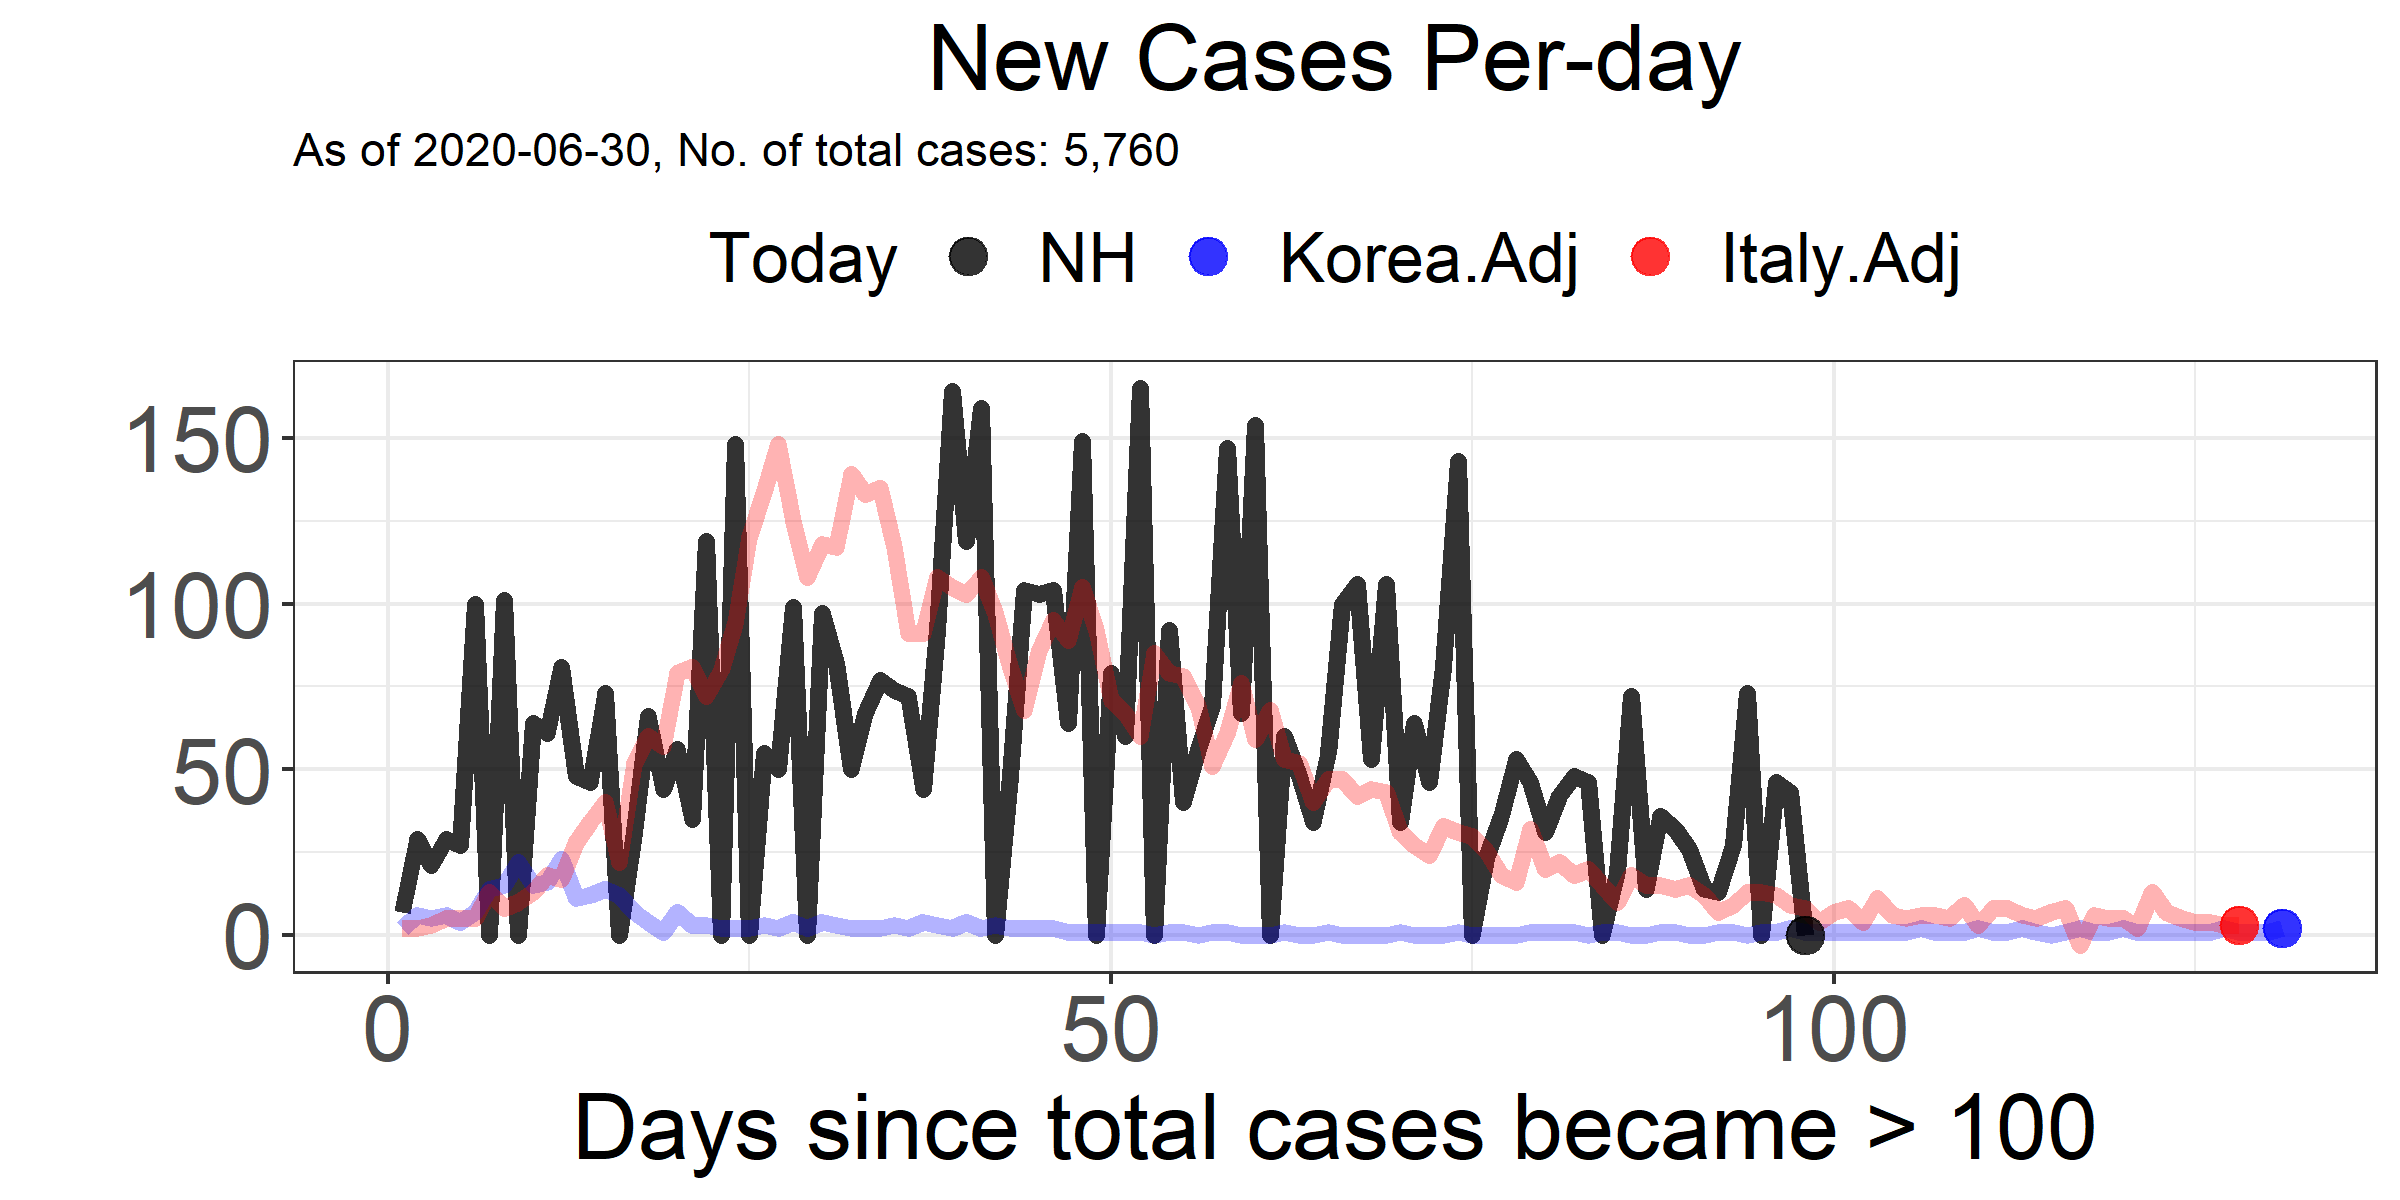 New Cases Per-day
As of 2020-06-30, No. of total cases: 5,760
Today NH Korea.Adj Italy.Adj
150
100
50
0
0 50 100
Days since total cases became > 100